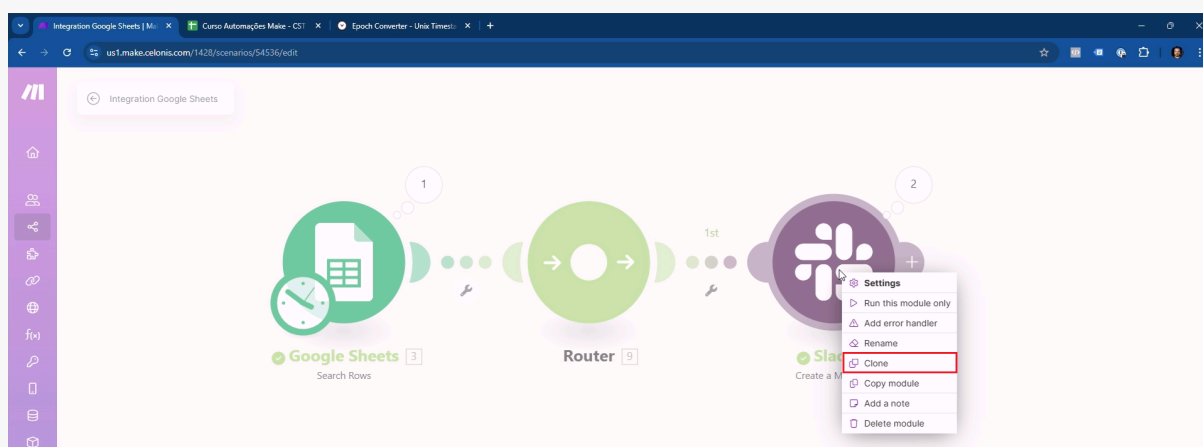 Integration Google Sheets | Ma
Curso Automações Make - CST
Epoch Converter - Unix Timesta
us1.make.celonis.com/1428/scenarios/54536/edit
Integration Google Sheets
1
2
1st
Settings
Run this module only
Add error handler
Rename
Clone
Copy module
Add a note
Delete module
Google Sheets 3
Search Rows
Router 9
Sla
Create a M
f(x)